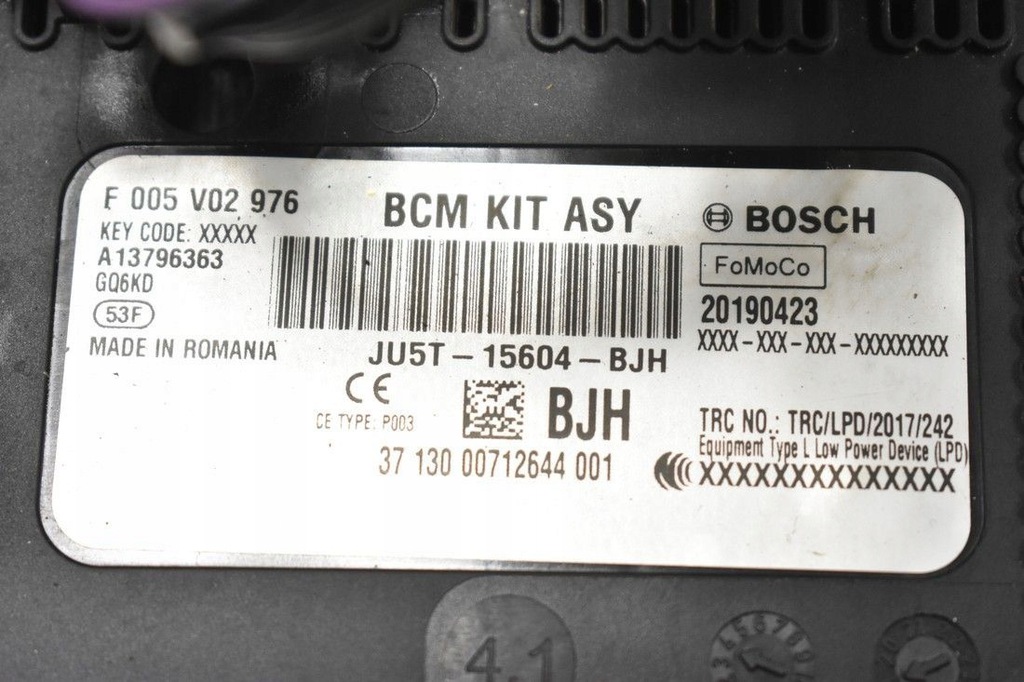 F 005 V02 976
BCM KIT ASY
BOSCH
KEY CODE: XXXXX
A13796363
GQ6KD
53F
MADE IN ROMANIA
FoMoCo
20190423
XXXX-XXX-XXX-XXXXXXXXX
JU5T-15604-BJH
CE
CE TYPE: P003
BJH
37 130 00712644 001
TRC NO.: TRC/LPD/2017/242
Equipment Type L Low Power Device (LPD)
XXXXXXXXXXXXXX
4.1